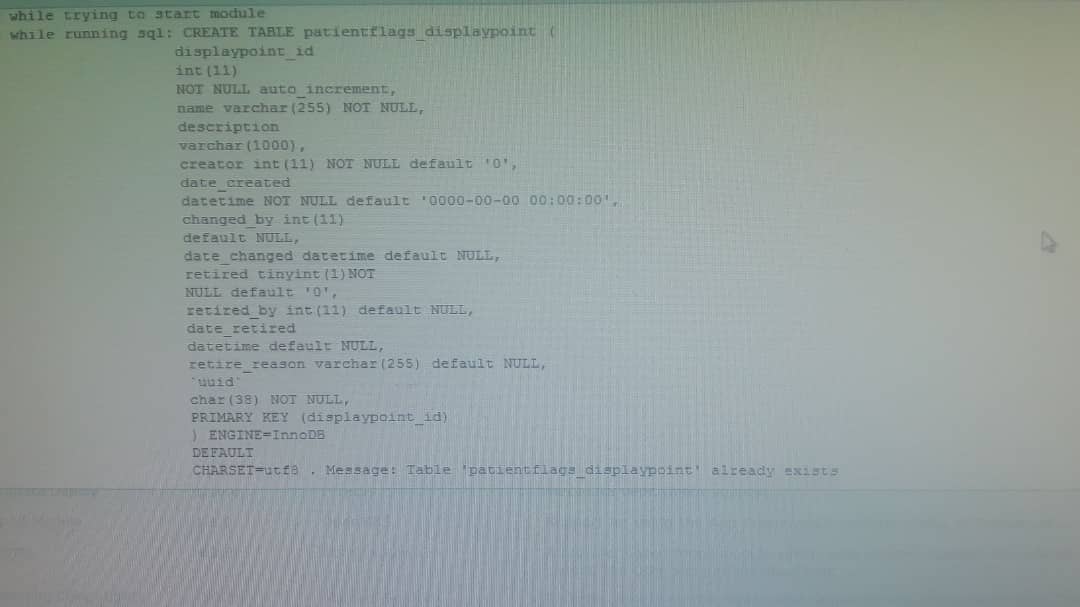 while trying to start module
while running sql: CREATE TABLE patientflags_displaypoint (
displaypoint_id
int(11)
NOT NULL auto_increment,
name varchar(255) NOT NULL,
description
varchar(1000),
creator int(11) NOT NULL default '0',
date_created
datetime NOT NULL default '0000-00-00 00:00:00',
changed_by int(11)
default NULL,
date_changed datetime default NULL,
retired tinyint(1)NOT
NULL default '0',
retired_by int(11) default NULL,
date_retired
datetime default NULL,
retire_reason varchar(255) default NULL,
`uuid`
char(38) NOT NULL,
PRIMARY KEY (displaypoint_id)
) ENGINE=InnoDB
DEFAULT
CHARSET=utf8 . Message: Table 'patientflags_displaypoint' already exists